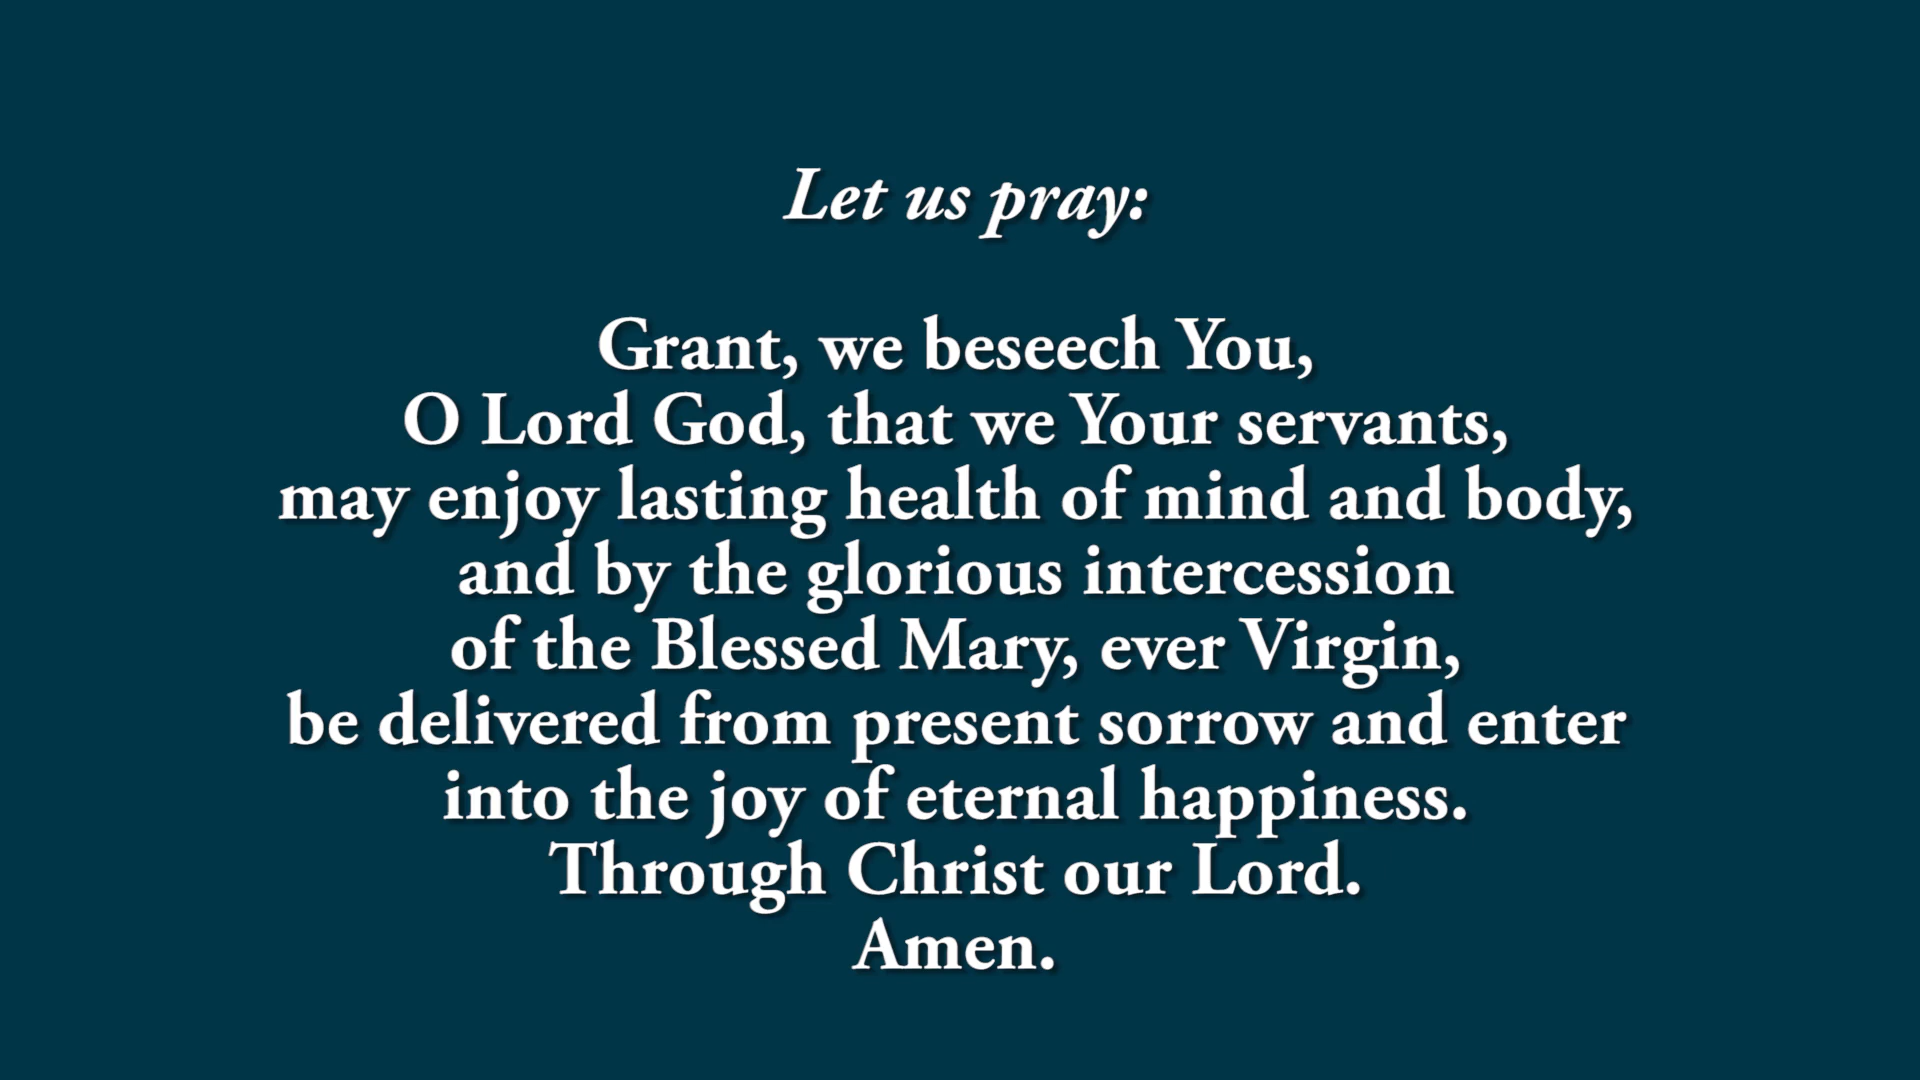 Let us pray:
Grant, we beseech You,
O Lord God, that we Your servants,
may enjoy lasting health of mind and body,
and by the glorious intercession
of the Blessed Mary, ever Virgin,
be delivered from present sorrow and enter
into the joy of eternal happiness.
Through Christ our Lord.
Amen.